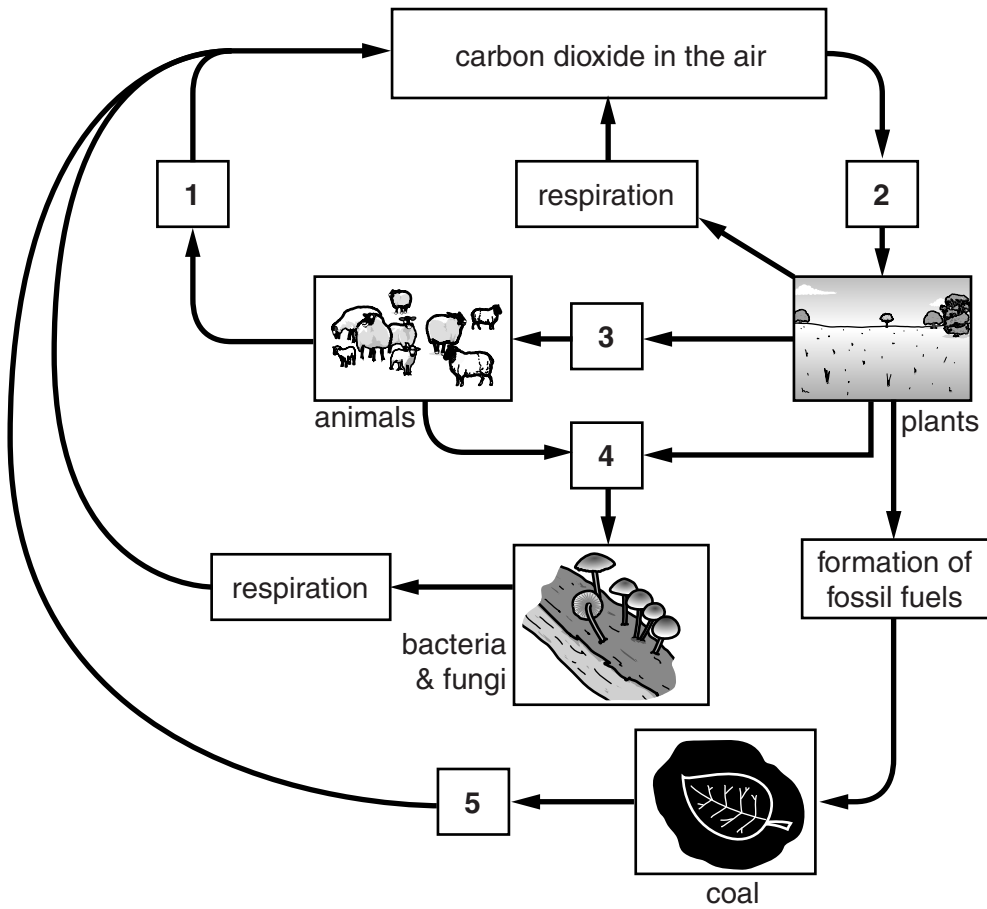 carbon dioxide in the air
1
respiration
2
3
animals
plants
4
respiration
formation of
fossil fuels
bacteria
& fungi
5
coal